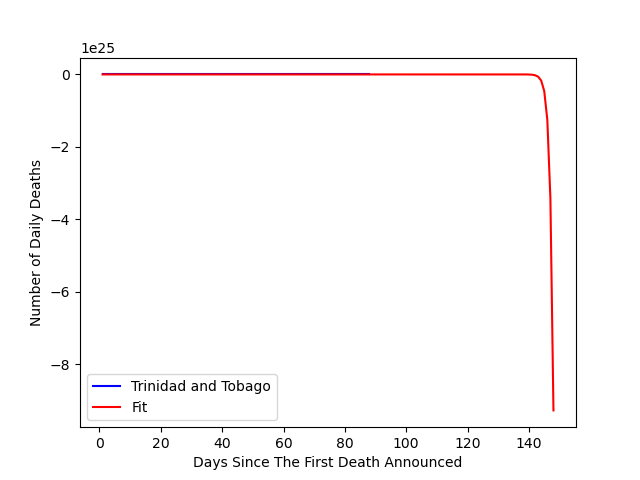 1e25
0
−2
−4
−6
−8
Number of Daily Deaths
Trinidad and Tobago
Fit
0 20 40 60 80 100 120 140
Days Since The First Death Announced